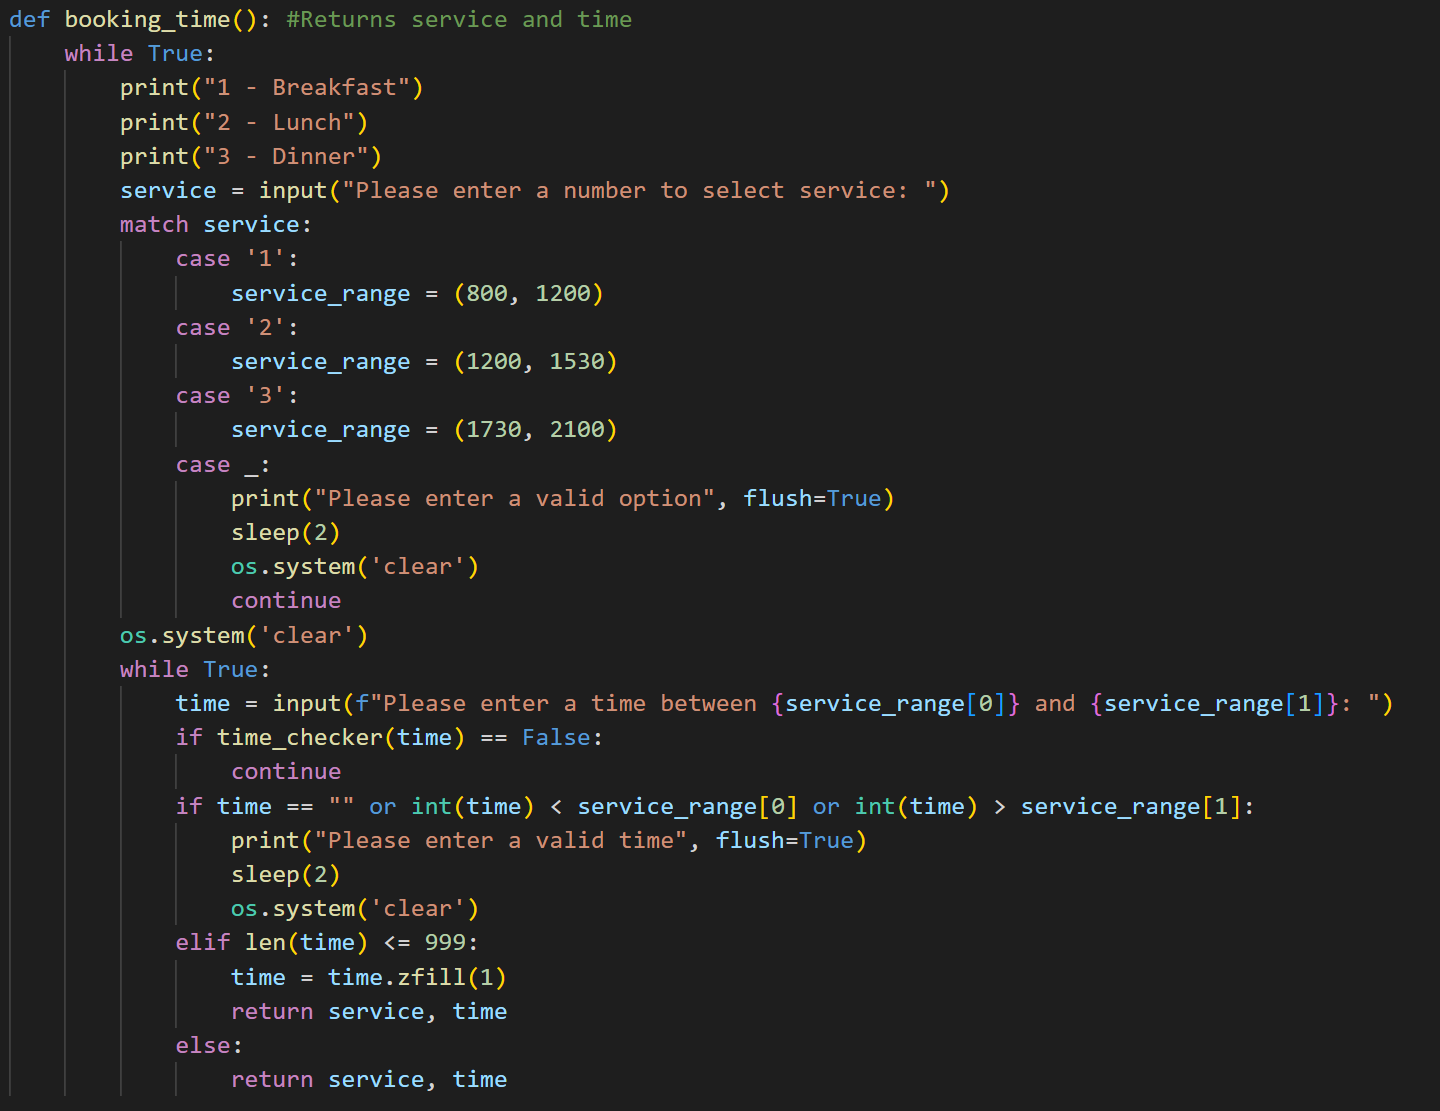 def booking_time(): #Returns service and time
    while True:
        print("1 - Breakfast")
        print("2 - Lunch")
        print("3 - Dinner")
        service = input("Please enter a number to select service: ")
        match service:
            case '1':
                service_range = (800, 1200)
            case '2':
                service_range = (1200, 1530)
            case '3':
                service_range = (1730, 2100)
            case _:
                print("Please enter a valid option", flush=True)
                sleep(2)
                os.system('clear')
                continue
        os.system('clear')
        while True:
            time = input(f"Please enter a time between {service_range[0]} and {service_range[1]}: ")
            if time_checker(time) == False:
                continue
            if time == "" or int(time) < service_range[0] or int(time) > service_range[1]:
                print("Please enter a valid time", flush=True)
                sleep(2)
                os.system('clear')
            elif len(time) <= 999:
                time = time.zfill(1)
                return service, time
            else:
                return service, time